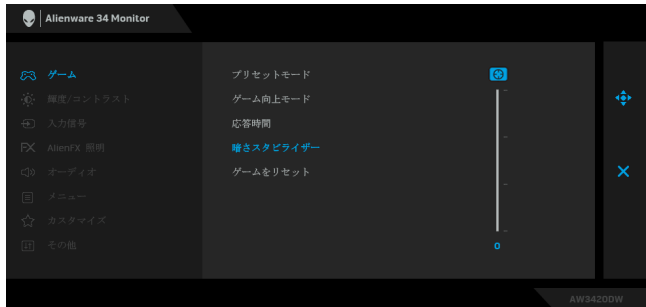 Alienware 34 Monitor
ゲーム
輝度/コントラスト
入力信号
AlienFX 照明
オーディオ
メニュー
カスタマイズ
その他
プリセットモード
ゲーム向上モード
応答時間
暗さスタビライザー
ゲームをリセット
0
AW3420DW